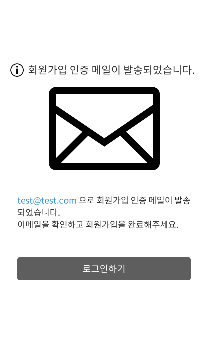 회원가입 인증 메일이 발송되었습니다.
test@test.com 으로 회원가입 인증 메일이 발송
되었습니다.
이메일을 확인하고 회원가입을 완료해주세요.
로그인하기